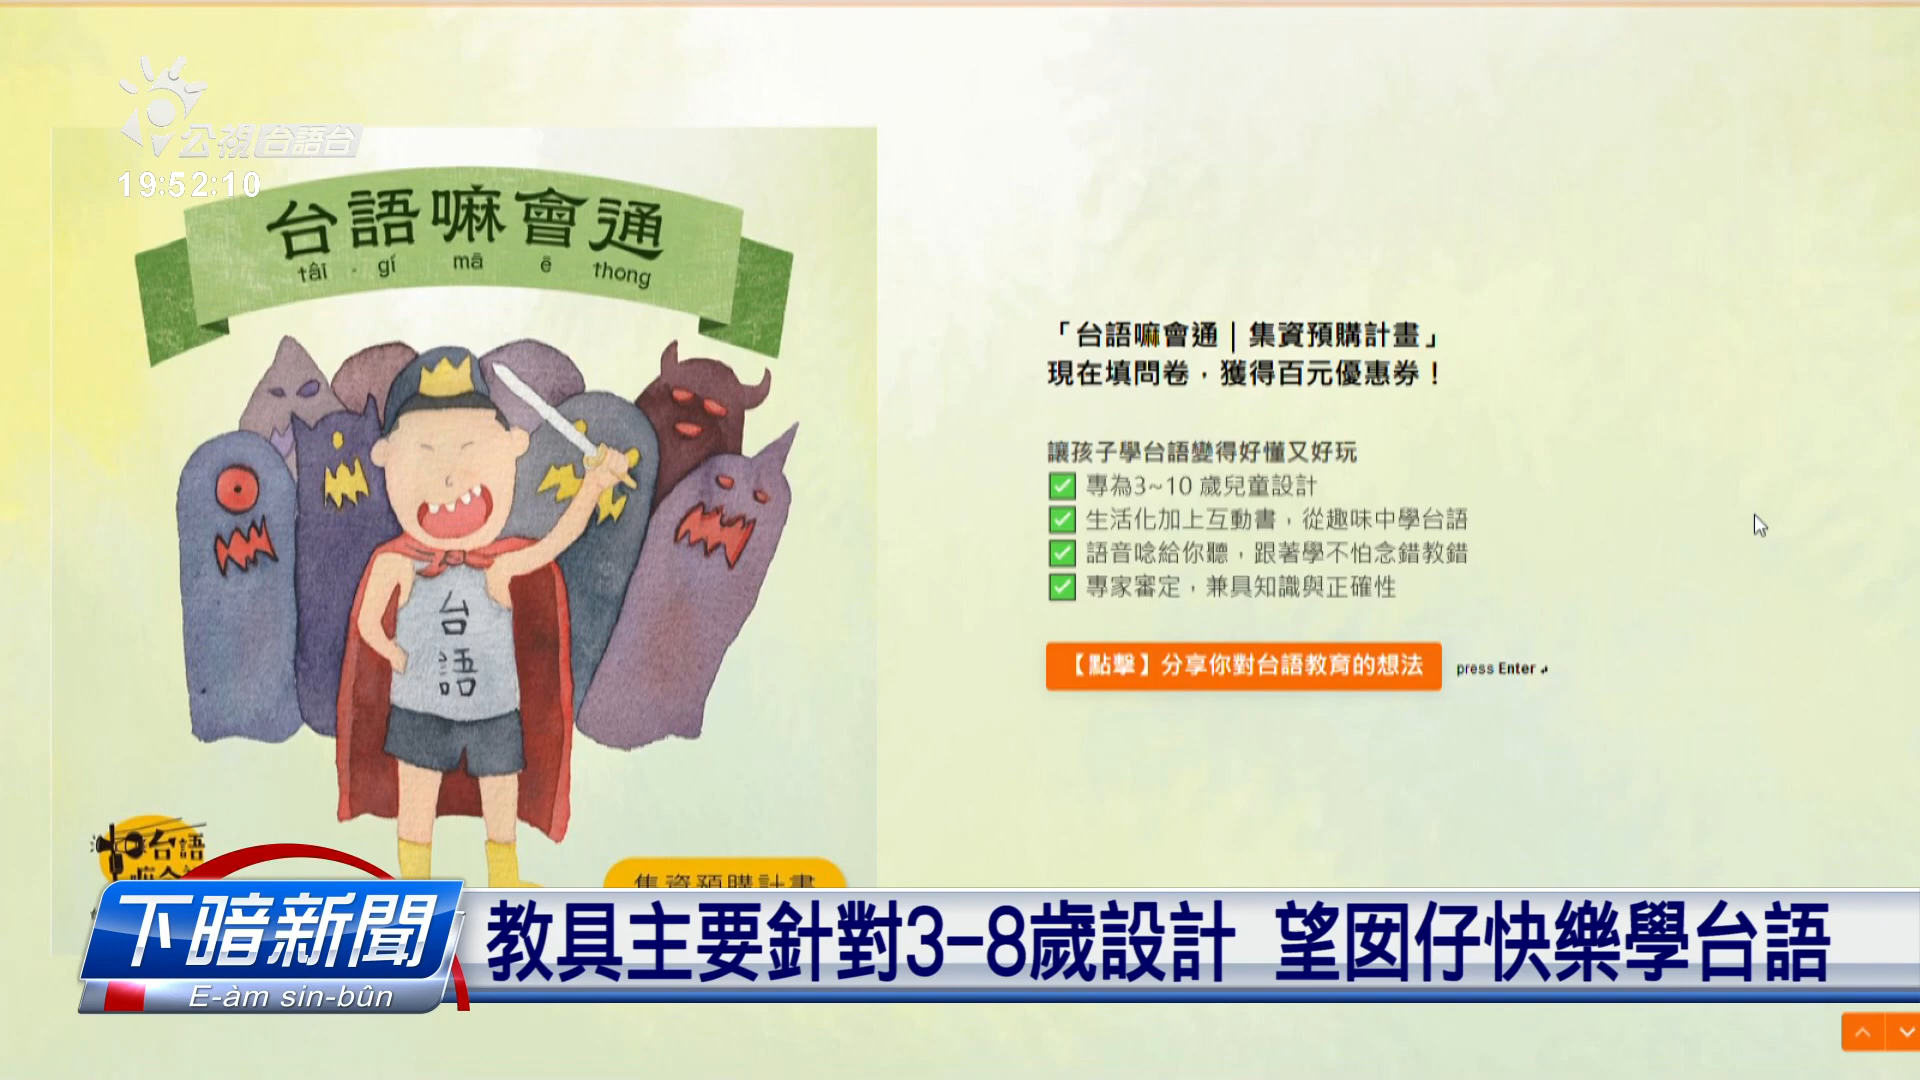 公視台語台
19:52:10
台語嘛會通
tâi - gí mā ē thong
台語
「台語嘛會通｜集資預購計畫」
現在填問卷，獲得百元優惠券！
讓孩子學台語變得好懂又好玩
專為3~10 歲兒童設計
生活化加上互動書，從趣味中學台語
語音唸給你聽，跟著學不怕念錯教錯
專家審定，兼具知識與正確性
【點擊】分享你對台語教育的想法
press Enter ↵
台語
集資預購計畫
下暗新聞
E-àm sin-bûn
教具主要針對3-8歲設計 望囡仔快樂學台語